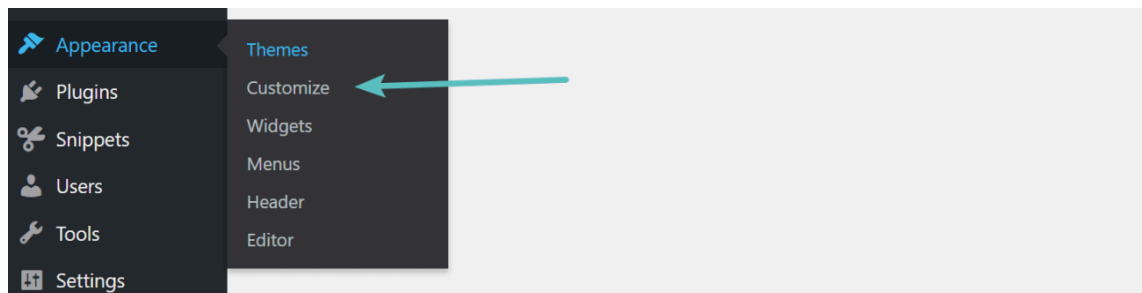 Appearance
Plugins
Snippets
Users
Tools
Settings
Themes
Customize
Widgets
Menus
Header
Editor